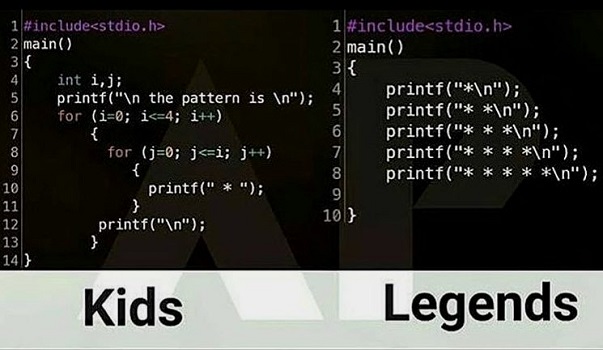 1 #include<stdio.h>
2 main()
3 {
4 int i,j;
5 printf("\n the pattern is \n");
6 for (i=0; i<=4; i++)
7 {
8 for (j=0; j<=i; j++)
9 {
10 printf(" * ");
11 }
12 printf("\n");
13 }
14 }
Kids
1 #include<stdio.h>
2 main()
3 {
4 printf("*\n");
5 printf("* *\n");
6 printf("* * *\n");
7 printf("* * * *\n");
8 printf("* * * * *\n");
9
10 }
Legends